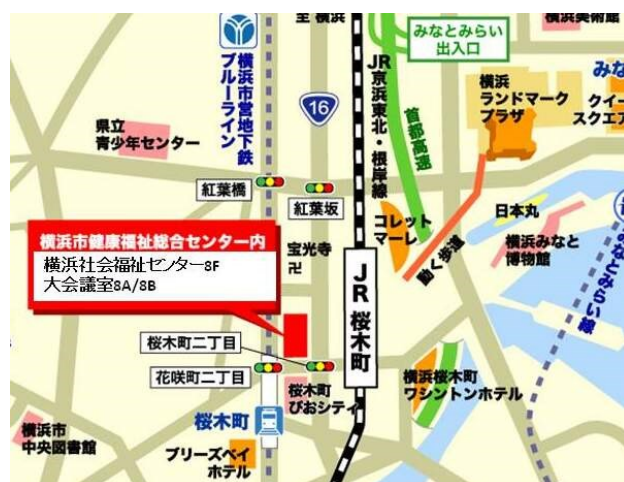 至 横浜
みなとみらい
出入口
横浜美術館
横浜市営地下鉄
ブルーライン
16
JR
京浜東北・根岸線
首都高速
横浜
ランドマーク
プラザ
みな
クイー
スクエア
県立
青少年センター
紅葉橋
紅葉坂
コレット
マーレ
動く歩道
日本丸
横浜みなと
博物館
みなとみらい線
横浜市健康福祉総合センター内
横浜社会福祉センター8F
大会議室8A/8B
宝光寺
卍
JR 桜木町
桜木町二丁目
花咲町二丁目
桜木町
ぴおシティ
横浜桜木町
ワシントンホテル
桜木町
横浜市
中央図書館
ブリーズベイ
ホテル